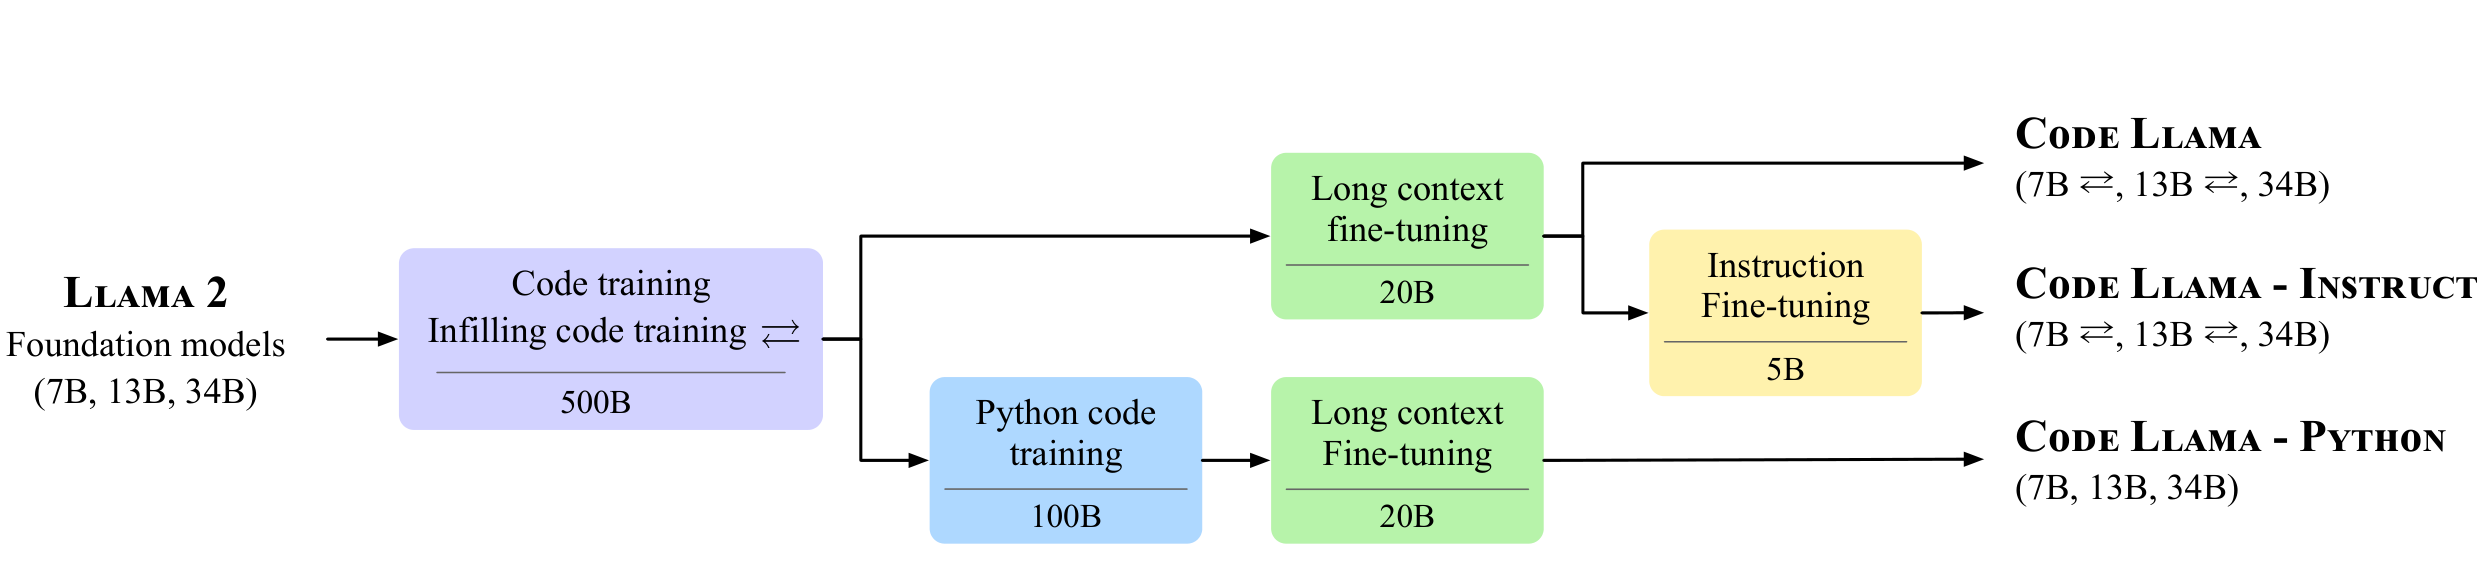 LLAMA 2
Foundation models
(7B, 13B, 34B)
Code training
Infilling code training ⇄
500B
Python code
training
100B
Long context
fine-tuning
20B
Long context
Fine-tuning
20B
Instruction
Fine-tuning
5B
CODE LLAMA
(7B ⇄, 13B ⇄, 34B)
CODE LLAMA - INSTRUCT
(7B ⇄, 13B ⇄, 34B)
CODE LLAMA - PYTHON
(7B, 13B, 34B)